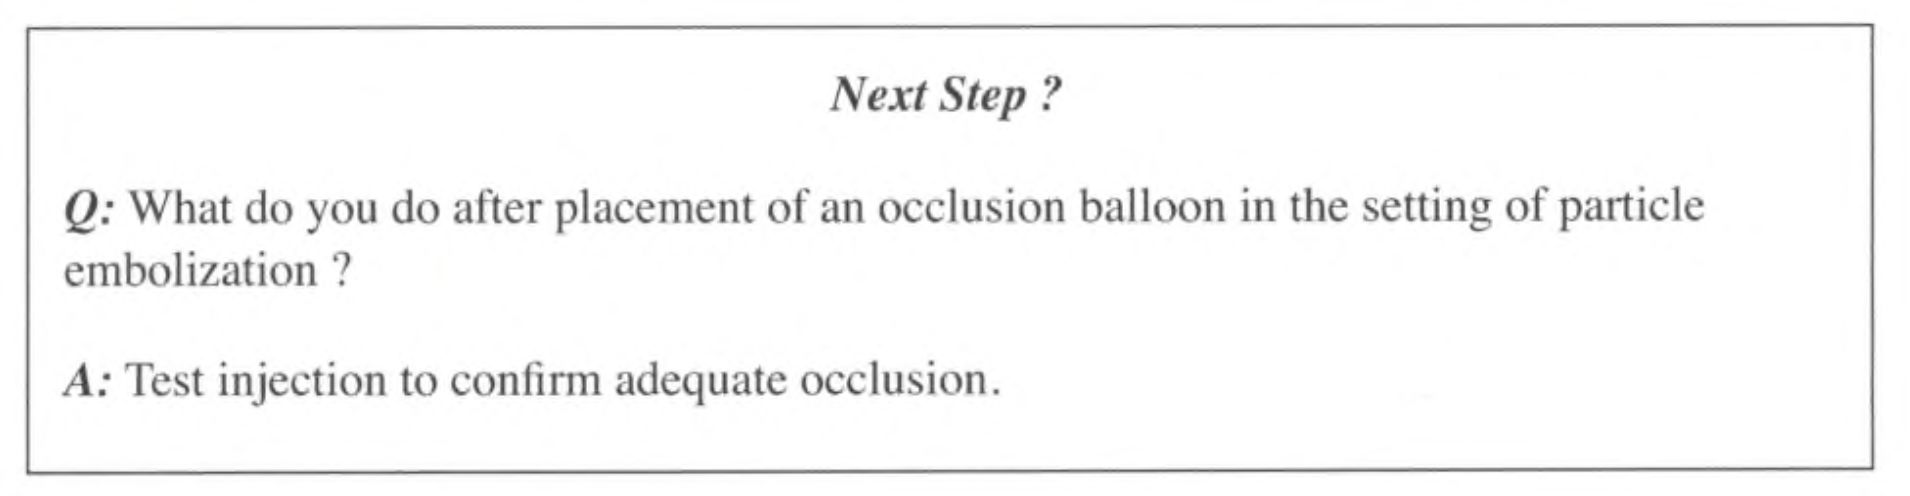 Next Step ?
Q: What do you do after placement of an occlusion balloon in the setting of particle
embolization ?
A: Test injection to confirm adequate occlusion.